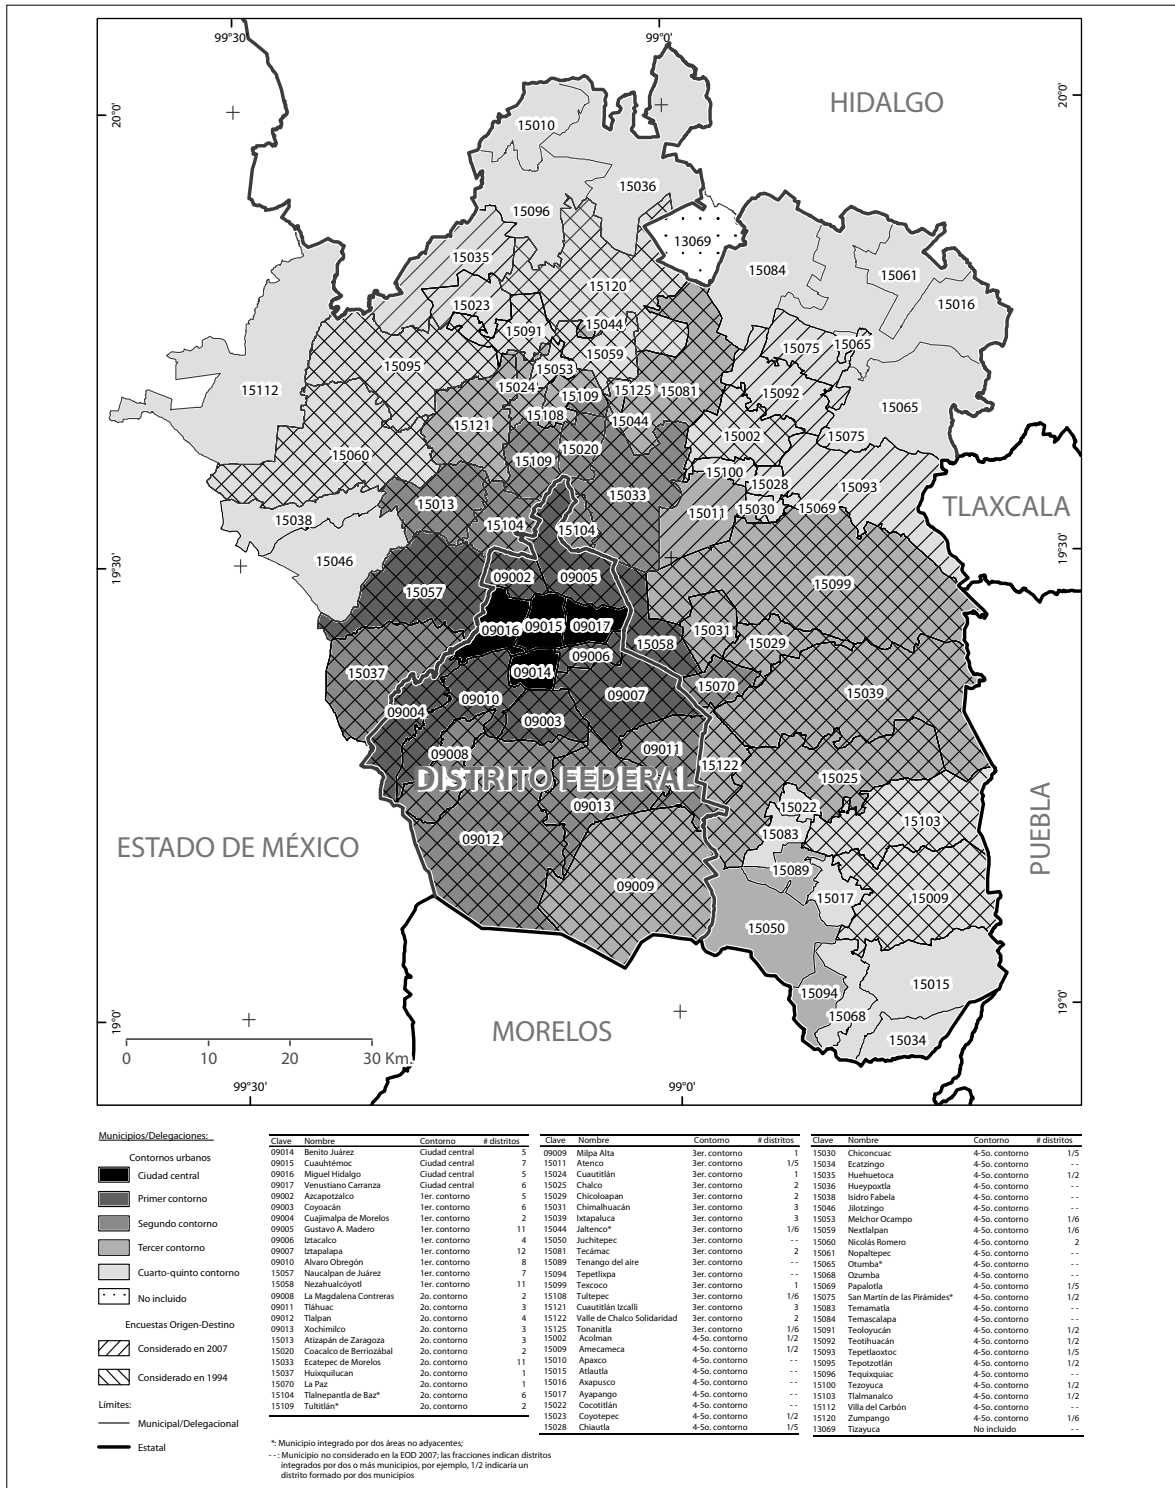 99°30'
99°0'
20°0'
20°0'
HIDALGO
15010
15036
15096
13069
15035
15084
15061
15120
15016
15023
15044
15091
15075
15065
15059
15095
15053
15112
15024
15109
15125
15081
15092
15065
15108
15044
15121
15002
15075
15020
15060
15109
15100
15028
15093
15033
15013
15011
15030
15069
TLAXCALA
15038
15104
15104
19°30'
19°30'
15046
09002
09005
15099
15057
09016
09015
09017
15031
15058
15029
09006
15037
09014
15070
15039
09010
09007
09004
09003
09008
09011
15122
DISTRITO FEDERAL
15025
09013
15022
15103
15083
09012
ESTADO DE MÉXICO
PUEBLA
15089
09009
15017
15009
15050
15015
15094
15068
15034
MORELOS
19°0'
19°0'
0 10 20 30 Km.
99°30'
99°0'
Municipios/Delegaciones:
Contornos urbanos
Ciudad central
Primer contorno
Segundo contorno
Tercer contorno
Cuarto-quinto contorno
No incluido
Encuestas Origen-Destino
Considerado en 2007
Considerado en 1994
Límites:
Municipal/Delegacional
Estatal
Clave Nombre Contorno # distritos
09014 Benito Juárez Ciudad central 5
09015 Cuauhtémoc Ciudad central 7
09016 Miguel Hidalgo Ciudad central 5
09017 Venustiano Carranza Ciudad central 6
09002 Azcapotzalco 1er. contorno 5
09003 Coyoacán 1er. contorno 6
09004 Cuajimalpa de Morelos 1er. contorno 2
09005 Gustavo A. Madero 1er. contorno 11
09006 Iztacalco 1er. contorno 4
09007 Iztapalapa 1er. contorno 12
09010 Alvaro Obregón 1er. contorno 8
15057 Naucalpan de Juárez 1er. contorno 7
15058 Nezahualcóyotl 1er. contorno 11
09008 La Magdalena Contreras 2o. contorno 2
09011 Tláhuac 2o. contorno 3
09012 Tlalpan 2o. contorno 4
09013 Xochimilco 2o. contorno 3
15013 Atizapán de Zaragoza 2o. contorno 3
15020 Coacalco de Berriozábal 2o. contorno 2
15033 Ecatepec de Morelos 2o. contorno 11
15037 Huixquilucan 2o. contorno 1
15070 La Paz 2o. contorno 1
15104 Tlalnepantla de Baz* 2o. contorno 6
15109 Tultitlán* 2o. contorno 2
Clave Nombre Contorno # distritos
09009 Milpa Alta 3er. contorno 1
15011 Atenco 3er. contorno 1/5
15024 Cuautitlán 3er. contorno 1
15025 Chalco 3er. contorno 2
15029 Chicoloapan 3er. contorno 2
15031 Chimalhuacán 3er. contorno 3
15039 Ixtapaluca 3er. contorno 3
15044 Jaltenco* 3er. contorno 1/6
15050 Juchitepec 3er. contorno --
15081 Tecámac 3er. contorno 2
15089 Tenango del aire 3er. contorno --
15094 Tepetlixpa 3er. contorno --
15099 Texcoco 3er. contorno 1
15108 Tultepec 3er. contorno 1/6
15121 Cuautitlán Izcalli 3er. contorno 3
15122 Valle de Chalco Solidaridad 3er. contorno 2
15125 Tonanitla 3er. contorno 1/6
15002 Acolman 4-5o. contorno 1/2
15009 Amecameca 4-5o. contorno 1/2
15010 Apaxco 4-5o. contorno --
15015 Atlautla 4-5o. contorno --
15016 Axapusco 4-5o. contorno --
15017 Ayapango 4-5o. contorno --
15022 Cocotitlán 4-5o. contorno --
15023 Coyotepec 4-5o. contorno 1/2
15028 Chiautla 4-5o. contorno 1/5
Clave Nombre Contorno # distritos
15030 Chiconcuac 4-5o. contorno 1/5
15034 Ecatzingo 4-5o. contorno --
15035 Huehuetoca 4-5o. contorno 1/2
15036 Hueypoxtla 4-5o. contorno --
15038 Isidro Fabela 4-5o. contorno --
15046 Jilotzingo 4-5o. contorno --
15053 Melchor Ocampo 4-5o. contorno 1/6
15059 Nextlalpan 4-5o. contorno 1/6
15060 Nicolás Romero 4-5o. contorno 2
15061 Nopaltepec 4-5o. contorno --
15065 Otumba* 4-5o. contorno --
15068 Ozumba 4-5o. contorno --
15069 Papalotla 4-5o. contorno 1/5
15075 San Martín de las Pirámides* 4-5o. contorno 1/2
15083 Temamatla 4-5o. contorno --
15084 Temascalapa 4-5o. contorno --
15091 Teoloyucán 4-5o. contorno 1/2
15092 Teotihuacán 4-5o. contorno 1/2
15093 Tepetlaoxtoc 4-5o. contorno 1/5
15095 Tepotzotlán 4-5o. contorno 1/2
15096 Tequixquiac 4-5o. contorno --
15100 Tezoyuca 4-5o. contorno 1/2
15103 Tlalmanalco 4-5o. contorno 1/2
15112 Villa del Carbón 4-5o. contorno --
15120 Zumpango 4-5o. contorno 1/6
13069 Tizayuca No incluido --
*: Municipio integrado por dos áreas no adyacentes;
--: Municipio no considerado en la EOD 2007; las fracciones indican distritos
integrados por dos o más municipios, por ejemplo, 1/2 indicaría un
distrito formado por dos municipios